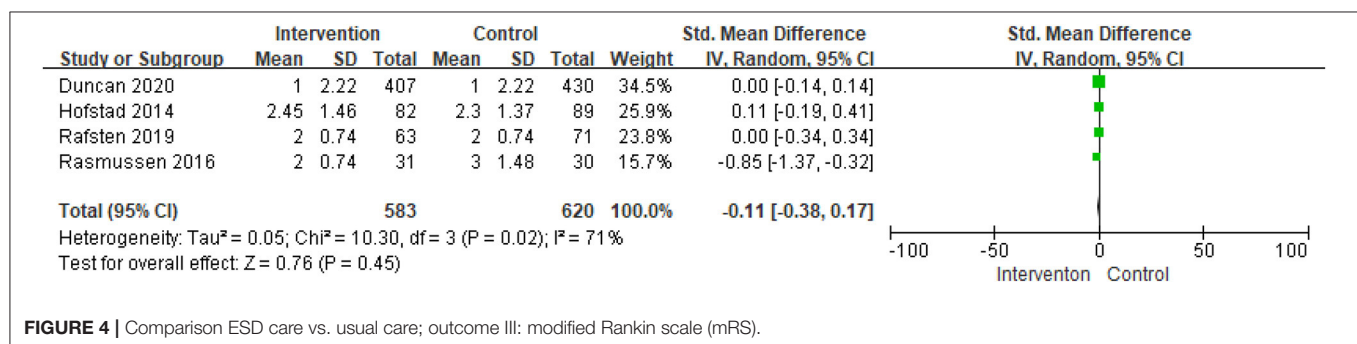 Intervention Control Std. Mean Difference Std. Mean Difference
Study or Subgroup Mean SD Total Mean SD Total Weight IV, Random, 95% CI IV, Random, 95% CI
Duncan 2020 1 2.22 407 1 2.22 430 34.5% 0.00 [-0.14, 0.14]
Hofstad 2014 2.45 1.46 82 2.3 1.37 89 25.9% 0.11 [-0.19, 0.41]
Rafsten 2019 2 0.74 63 2 0.74 71 23.8% 0.00 [-0.34, 0.34]
Rasmussen 2016 2 0.74 31 3 1.48 30 15.7% -0.85 [-1.37, -0.32]
Total (95% CI) 583 620 100.0% -0.11 [-0.38, 0.17]
Heterogeneity: Tau² = 0.05; Chi² = 10.30, df = 3 (P = 0.02); I² = 71%
Test for overall effect: Z = 0.76 (P = 0.45)
-100 -50 0 50 100
Interventon Control
FIGURE 4 | Comparison ESD care vs. usual care; outcome III: modified Rankin scale (mRS).